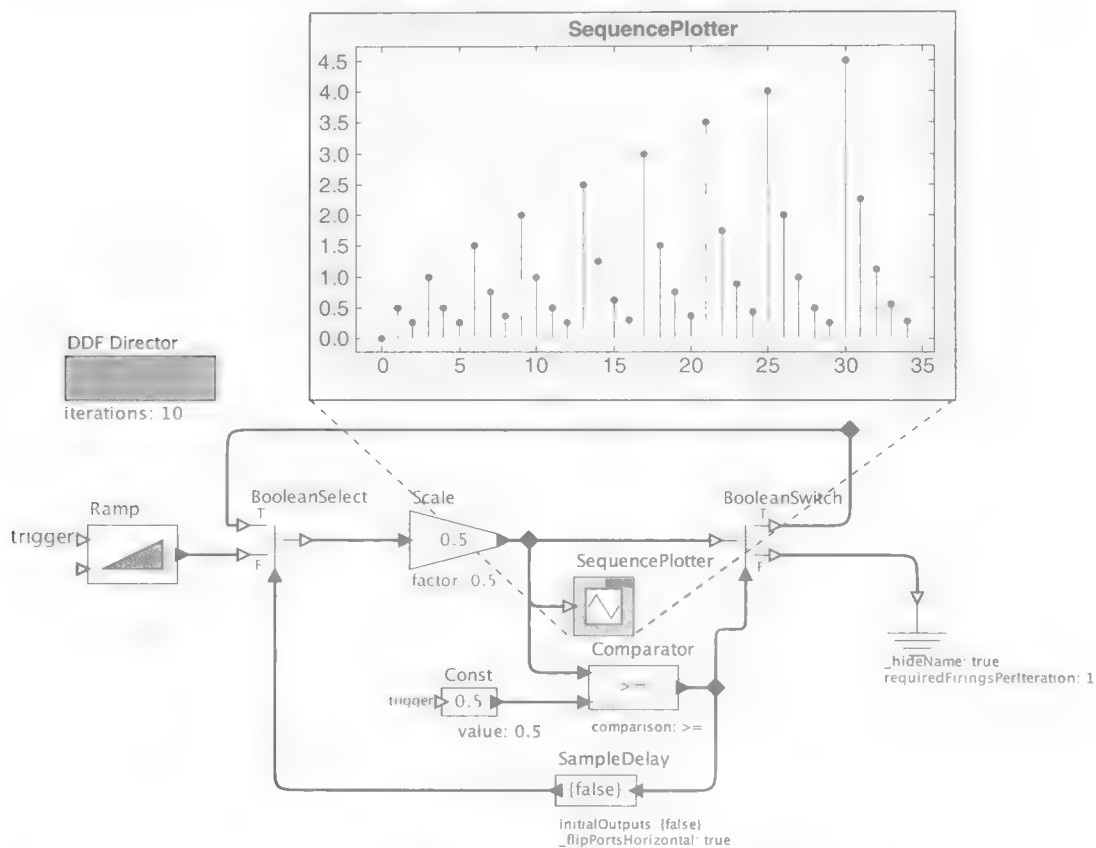 SequencePlotter
4.5
4.0
3.5
3.0
2.5
2.0
1.5
1.0
0.5
0.0
0 5 10 15 20 25 30 35
DDF Director
iterations: 10
Ramp
trigger
BooleanSelect
T
F
Scale
0.5
factor 0.5
BooleanSwitch
T
F
SequencePlotter
Comparator
>=
comparison: >=
Const
trigger
0.5
value: 0.5
_hideName: true
requiredFiringsPerIteration: 1
SampleDelay
{false}
initialOutputs {false}
_flipPortsHorizontal: true